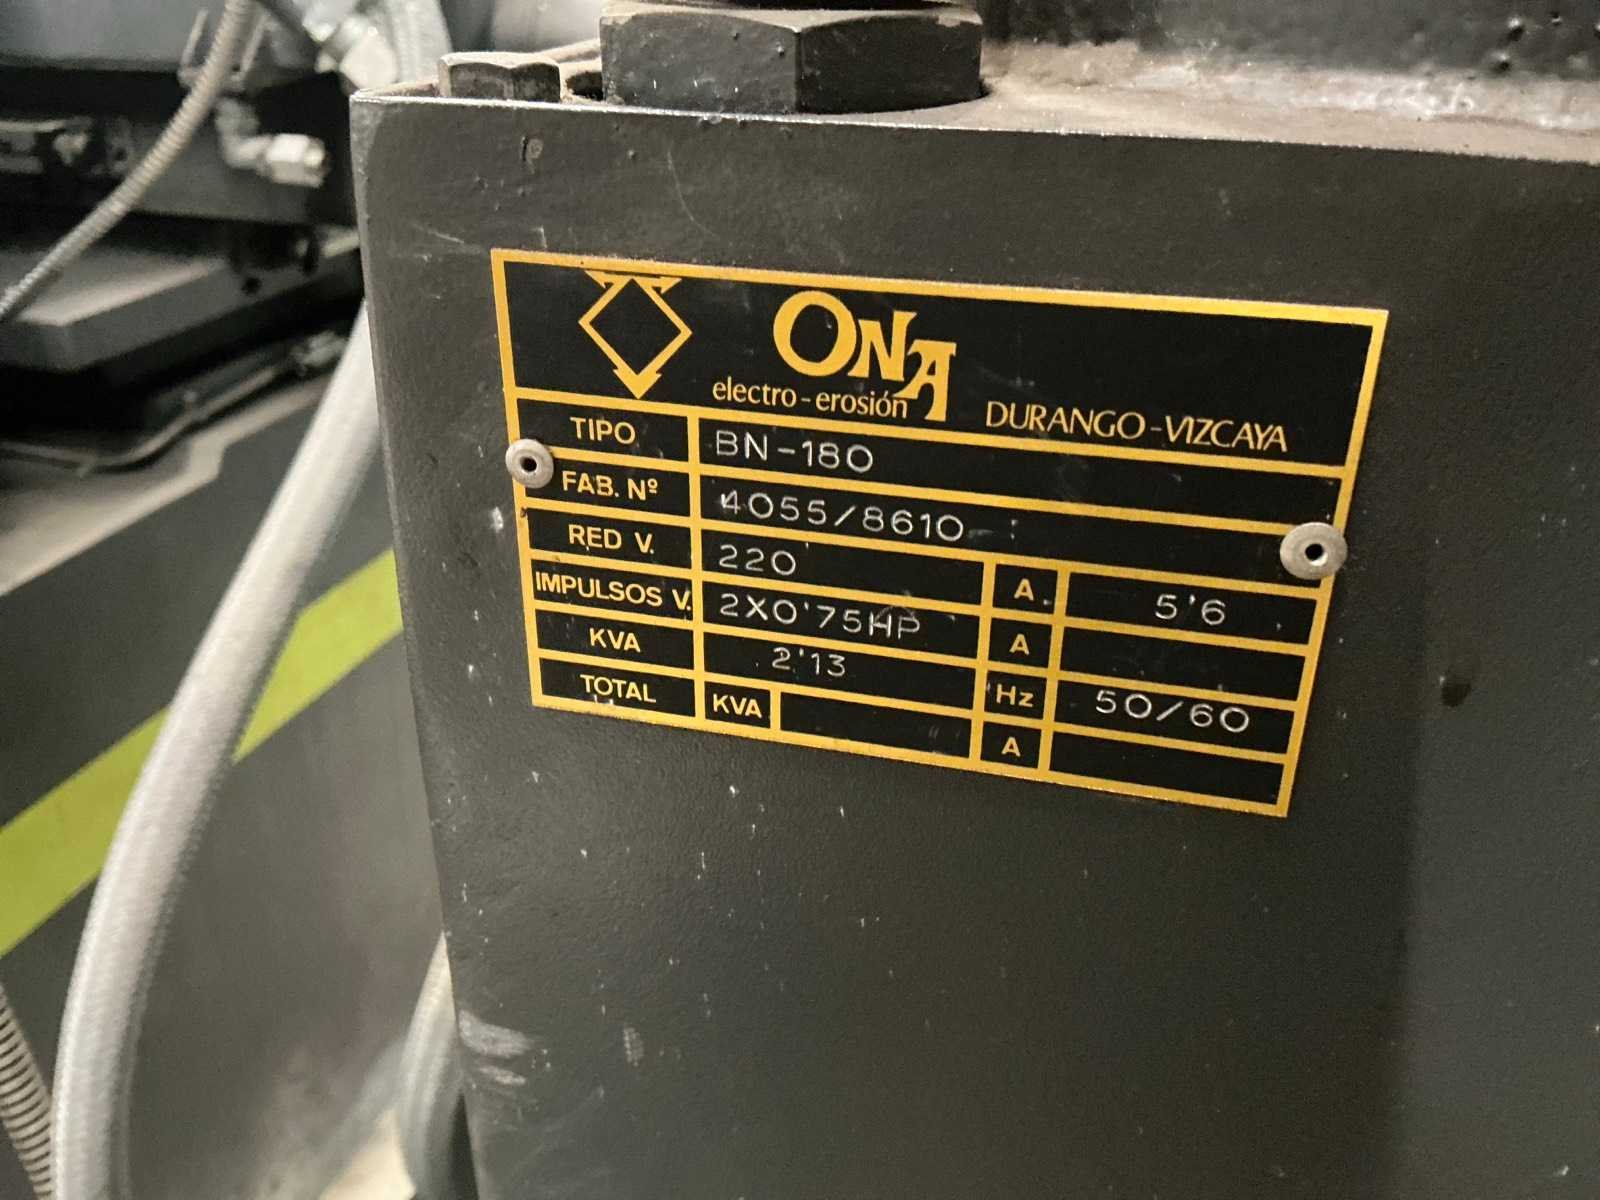 ONA
electro-erosión DURANGO-VIZCAYA
TIPO BN-180
FAB. Nº 4055/8610
RED V. 220 A 5'6
IMPULSOS V. 2X0'75HP A
KVA 2'13 Hz 50/60
TOTAL KVA A